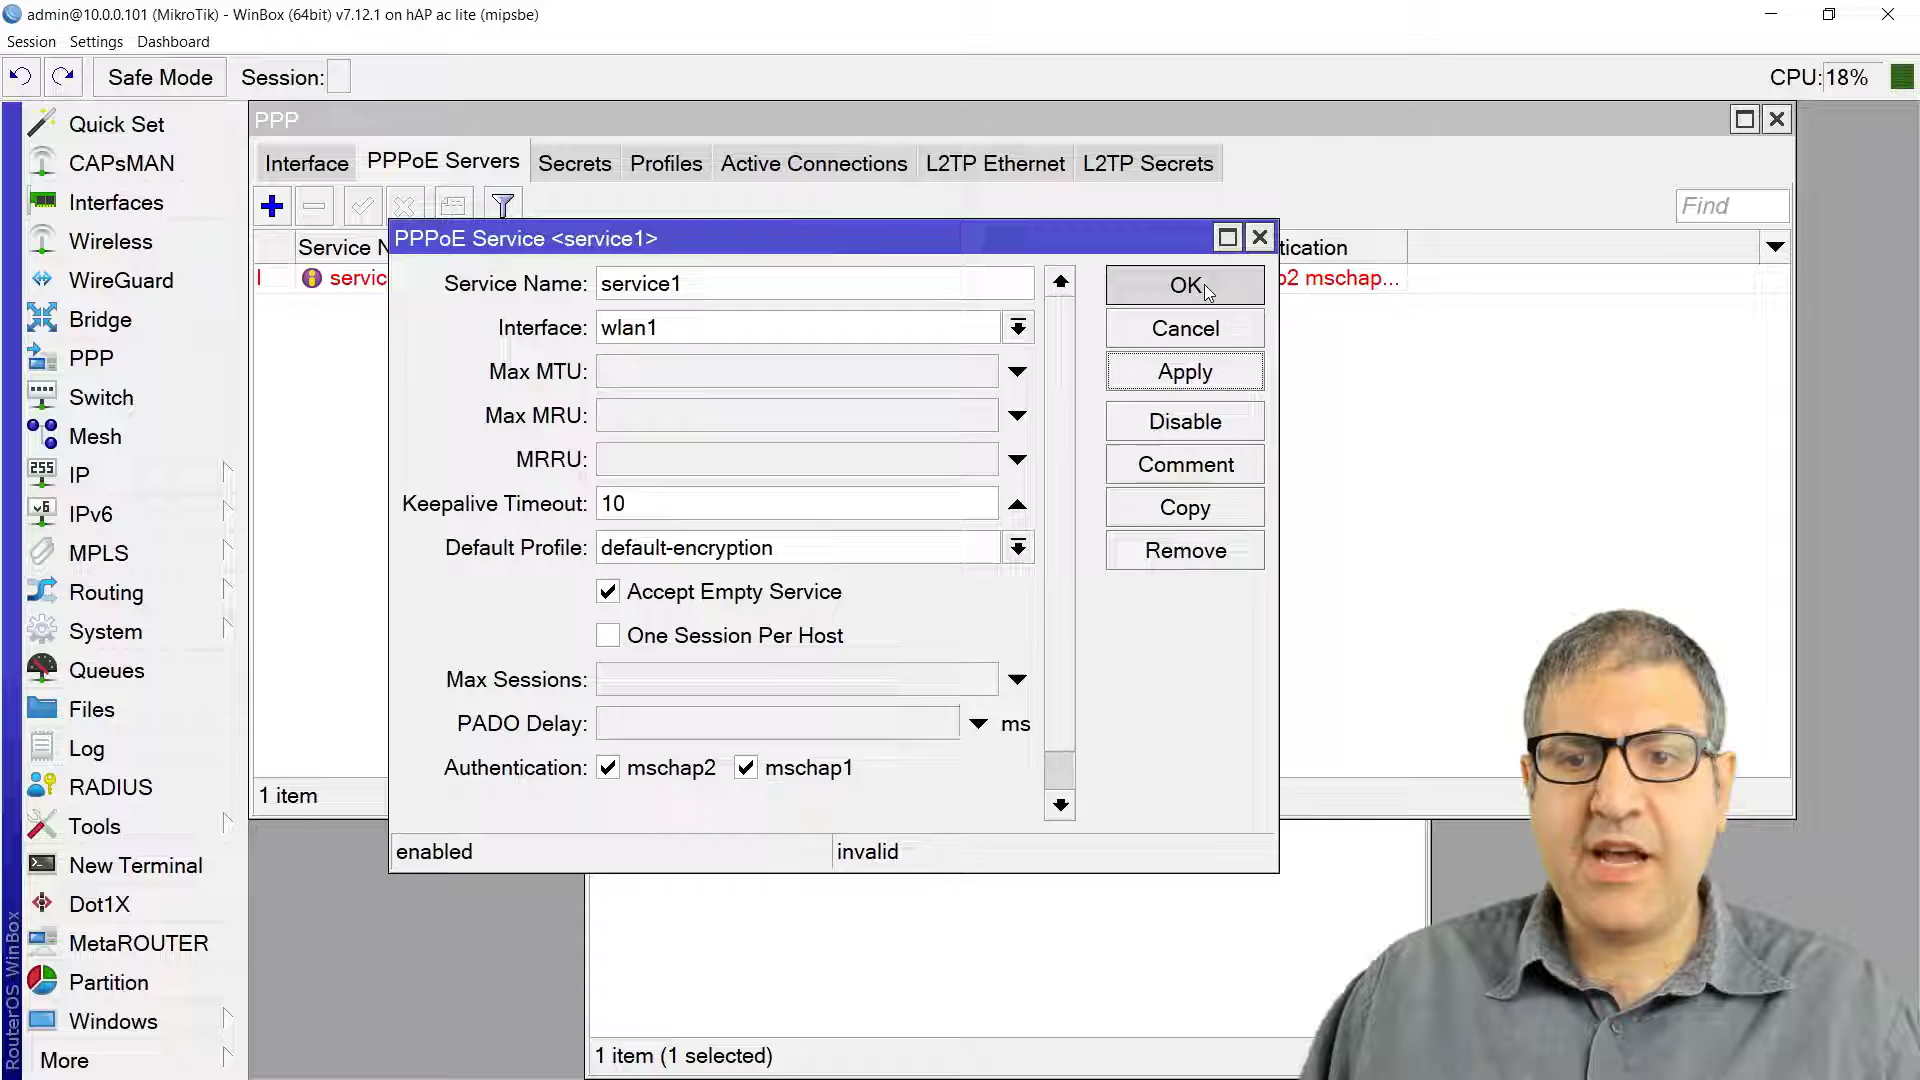 admin@10.0.0.101 (MikroTik) - WinBox (64bit) v7.12.1 on hAP ac lite (mipsbe)
Session Settings Dashboard
Safe Mode Session: CPU: 18%
Quick Set
CAPsMAN
Interfaces
Wireless
WireGuard
Bridge
PPP
Switch
Mesh
IP
IPv6
MPLS
Routing
System
Queues
Files
Log
RADIUS
Tools
New Terminal
Dot1X
MetaROUTER
Partition
Windows
More
RouterOS WinBox
PPP
Interface PPPoE Servers Secrets Profiles Active Connections L2TP Ethernet L2TP Secrets
Find
Service N tication
I servic p2 mschap...
1 item
PPPoE Service <service1>
Service Name: service1
Interface: wlan1
Max MTU:
Max MRU:
MRRU:
Keepalive Timeout: 10
Default Profile: default-encryption
Accept Empty Service
One Session Per Host
Max Sessions:
PADO Delay: ms
Authentication: mschap2 mschap1
OK
Cancel
Apply
Disable
Comment
Copy
Remove
enabled invalid
1 item (1 selected)